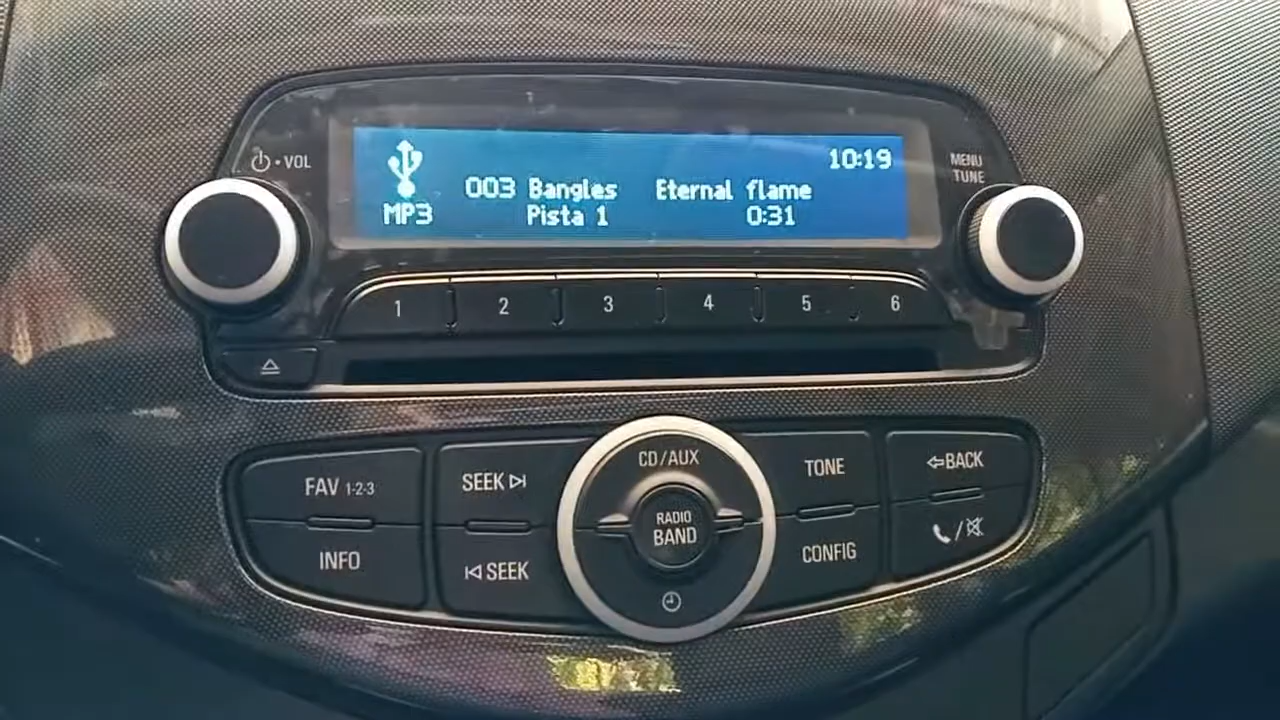 VOL
MENU
TUNE
10:19
003 Bangles Eternal flame
MP3 Pista 1 0:31
1 2 3 4 5 6
FAV 1-2-3
SEEK
CD/AUX
TONE
BACK
RADIO
BAND
INFO
SEEK
CONFIG